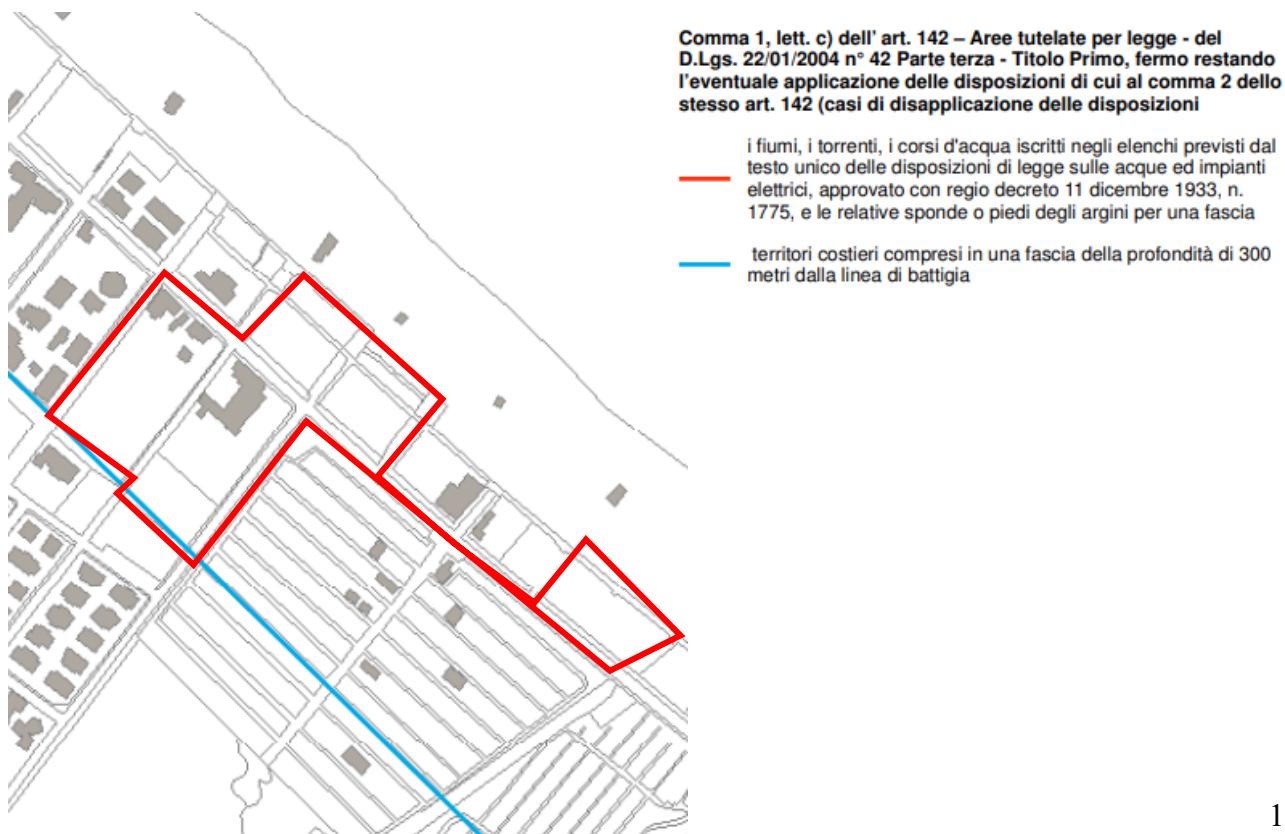 Comma 1, lett. c) dell' art. 142 – Aree tutelate per legge - del
D.Lgs. 22/01/2004 n° 42 Parte terza - Titolo Primo, fermo restando
l'eventuale applicazione delle disposizioni di cui al comma 2 dello
stesso art. 142 (casi di disapplicazione delle disposizioni
i fiumi, i torrenti, i corsi d'acqua iscritti negli elenchi previsti dal
testo unico delle disposizioni di legge sulle acque ed impianti
elettrici, approvato con regio decreto 11 dicembre 1933, n.
1775, e le relative sponde o piedi degli argini per una fascia
territori costieri compresi in una fascia della profondità di 300
metri dalla linea di battigia
1